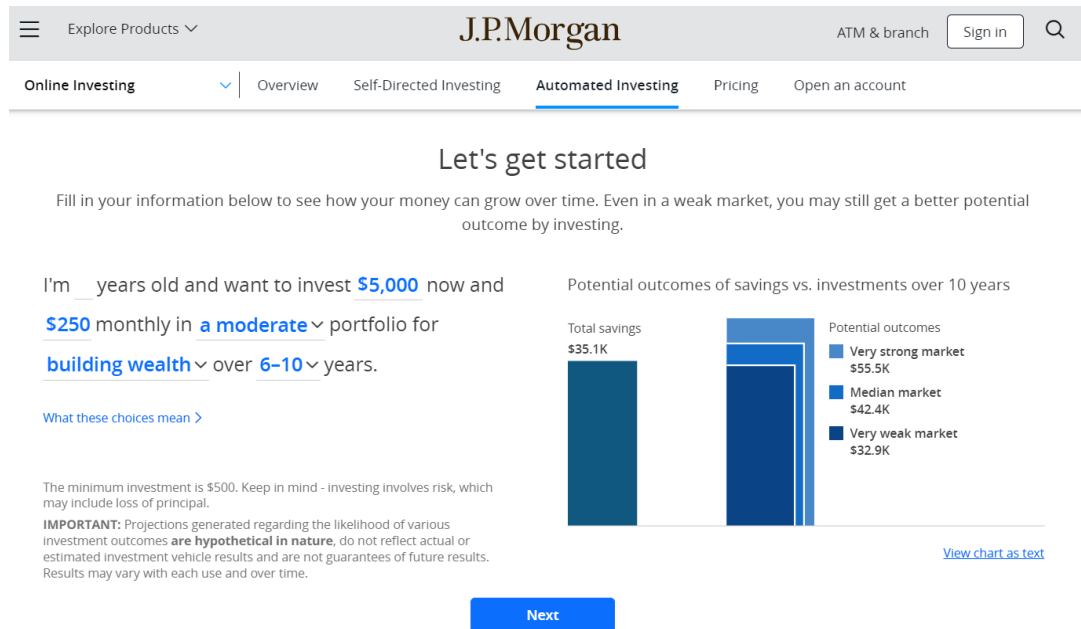 Explore Products
J.P.Morgan
ATM & branch
Sign in
Online Investing
Overview
Self-Directed Investing
Automated Investing
Pricing
Open an account
Let's get started
Fill in your information below to see how your money can grow over time. Even in a weak market, you may still get a better potential
outcome by investing.
I'm __ years old and want to invest $5,000 now and
$250 monthly in a moderate portfolio for
building wealth over 6–10 years.
What these choices mean
The minimum investment is $500. Keep in mind - investing involves risk, which
may include loss of principal.
IMPORTANT: Projections generated regarding the likelihood of various
investment outcomes are hypothetical in nature, do not reflect actual or
estimated investment vehicle results and are not guarantees of future results.
Results may vary with each use and over time.
Potential outcomes of savings vs. investments over 10 years
Total savings
$35.1K
Potential outcomes
Very strong market
$55.5K
Median market
$42.4K
Very weak market
$32.9K
View chart as text
Next